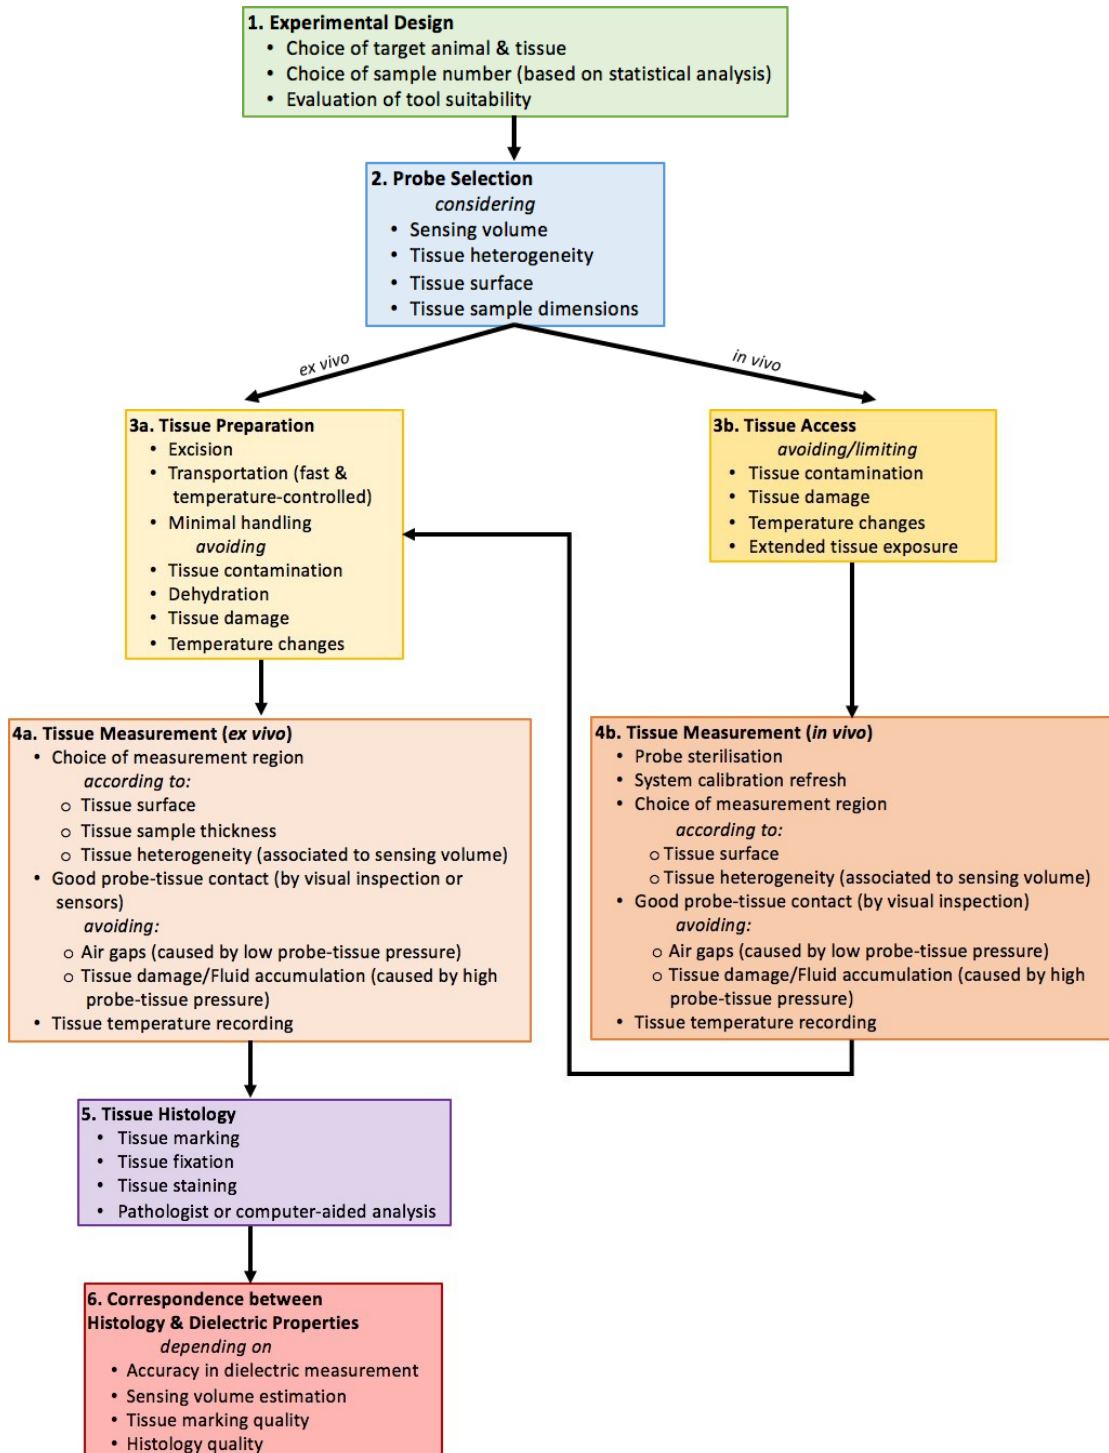 1. Experimental Design
• Choice of target animal & tissue
• Choice of sample number (based on statistical analysis)
• Evaluation of tool suitability
2. Probe Selection
considering
• Sensing volume
• Tissue heterogeneity
• Tissue surface
• Tissue sample dimensions
ex vivo
in vivo
3a. Tissue Preparation
• Excision
• Transportation (fast &
temperature-controlled)
• Minimal handling
avoiding
• Tissue contamination
• Dehydration
• Tissue damage
• Temperature changes
3b. Tissue Access
avoiding/limiting
• Tissue contamination
• Tissue damage
• Temperature changes
• Extended tissue exposure
4a. Tissue Measurement (ex vivo)
• Choice of measurement region
according to:
o Tissue surface
o Tissue sample thickness
o Tissue heterogeneity (associated to sensing volume)
• Good probe-tissue contact (by visual inspection or
sensors)
avoiding:
o Air gaps (caused by low probe-tissue pressure)
o Tissue damage/Fluid accumulation (caused by high
probe-tissue pressure)
• Tissue temperature recording
4b. Tissue Measurement (in vivo)
• Probe sterilisation
• System calibration refresh
• Choice of measurement region
according to:
o Tissue surface
o Tissue heterogeneity (associated to sensing volume)
• Good probe-tissue contact (by visual inspection)
avoiding:
o Air gaps (caused by low probe-tissue pressure)
o Tissue damage/Fluid accumulation (caused by high
probe-tissue pressure)
• Tissue temperature recording
5. Tissue Histology
• Tissue marking
• Tissue fixation
• Tissue staining
• Pathologist or computer-aided analysis
6. Correspondence between
Histology & Dielectric Properties
depending on
• Accuracy in dielectric measurement
• Sensing volume estimation
• Tissue marking quality
• Histology quality